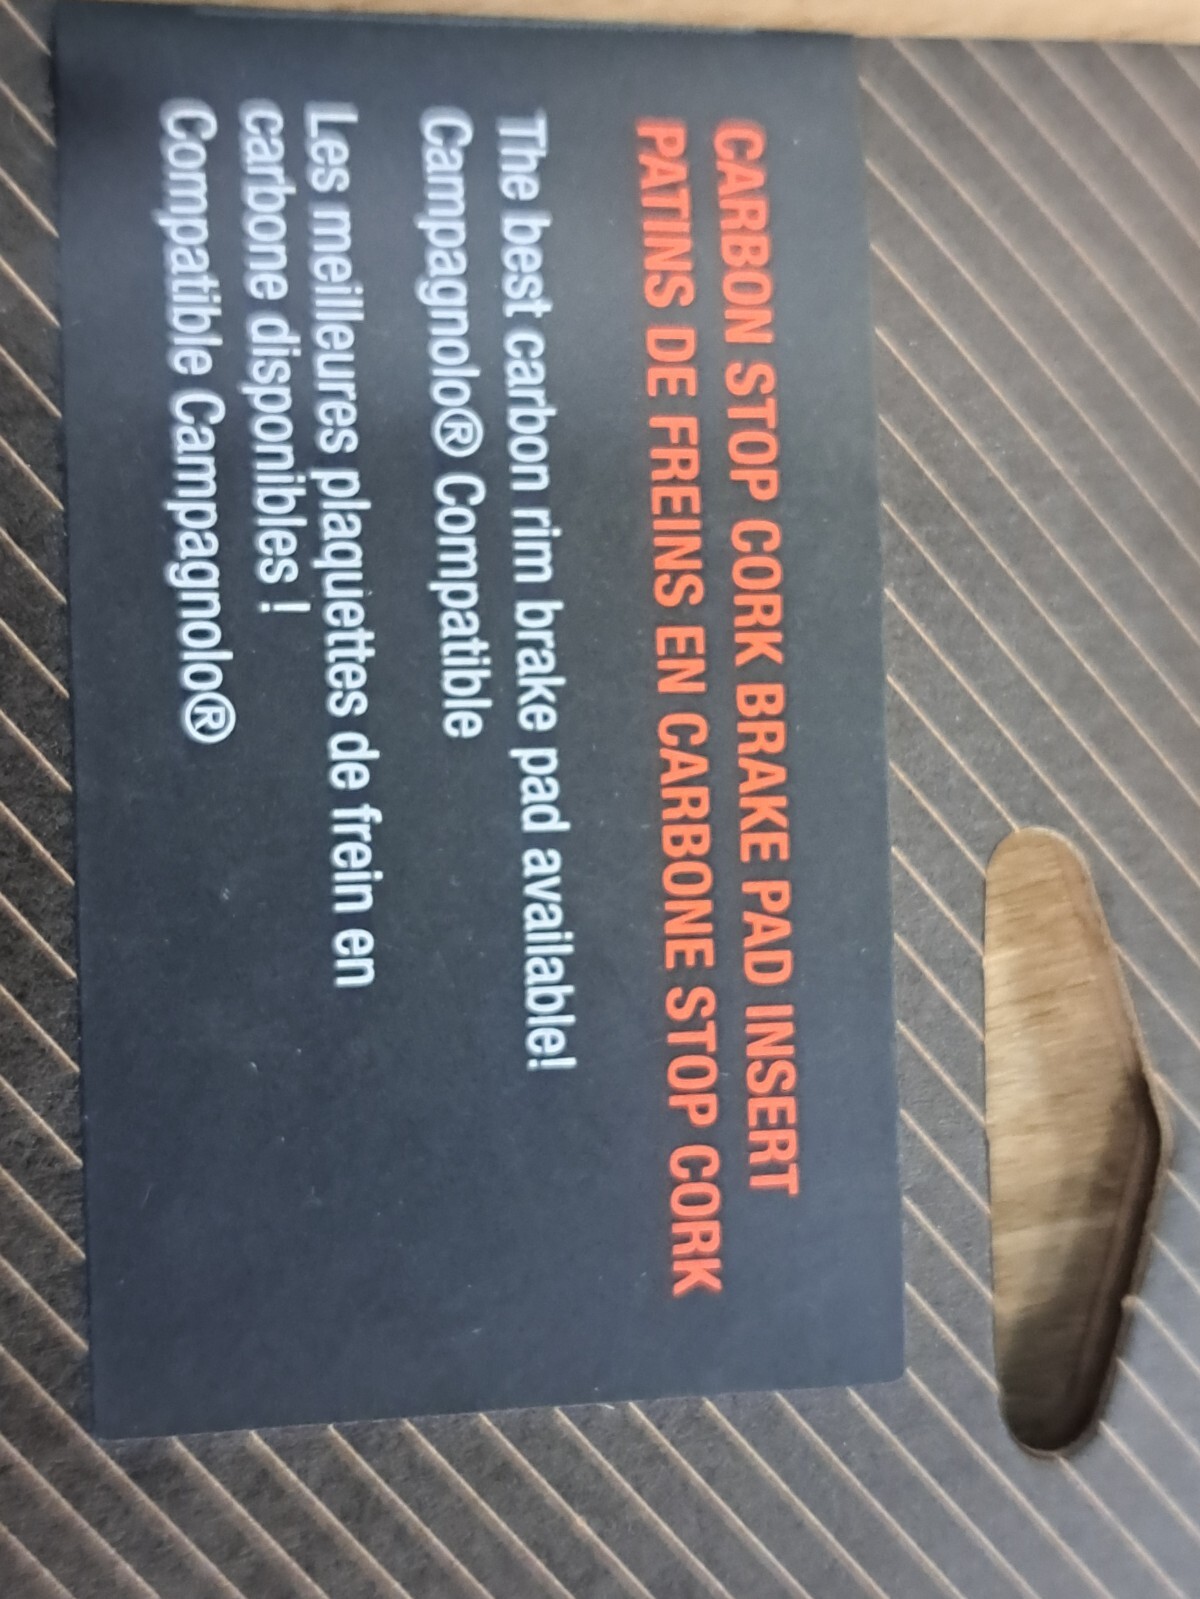 CARBON STOP CORK BRAKE PAD INSERT
PATINS DE FREINS EN CARBONE STOP CORK
The best carbon rim brake pad available!
Campagnolo® Compatible
Les meilleures plaquettes de frein en
carbone disponibles !
Compatible Campagnolo®